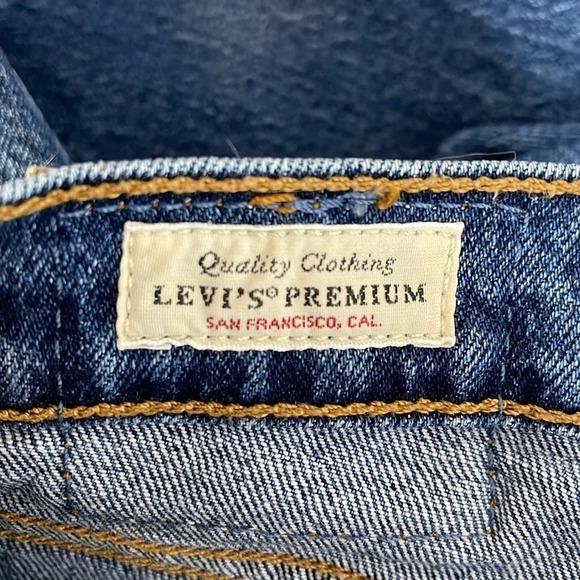 Quality Clothing
LEVI'S® PREMIUM
SAN FRANCISCO, CAL.